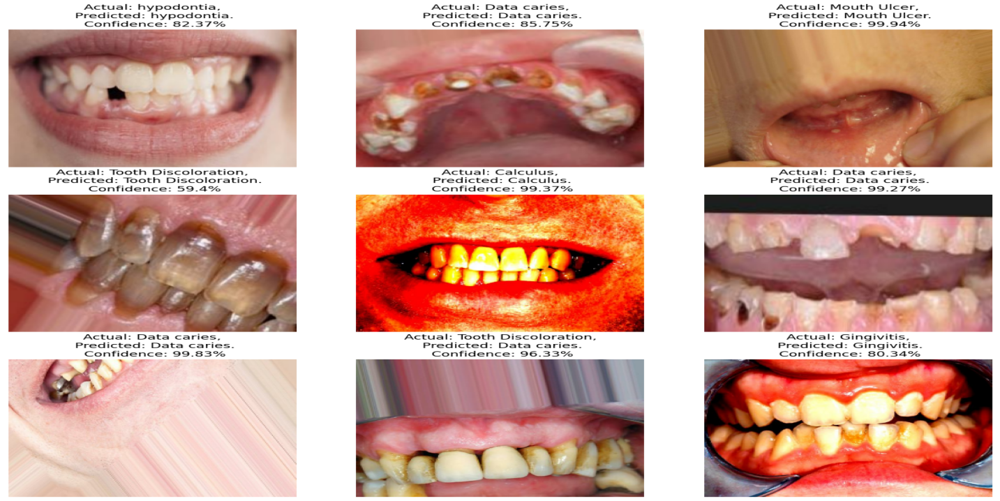 Actual: hypodontia,
Predicted: hypodontia.
Confidence: 82.37%
Actual: Data caries,
Predicted: Data caries.
Confidence: 85.75%
Actual: Mouth Ulcer,
Predicted: Mouth Ulcer.
Confidence: 99.94%
Actual: Tooth Discoloration,
Predicted: Tooth Discoloration.
Confidence: 59.4%
Actual: Calculus,
Predicted: Calculus.
Confidence: 99.37%
Actual: Data caries,
Predicted: Data caries.
Confidence: 99.27%
Actual: Data caries,
Predicted: Data caries.
Confidence: 99.83%
Actual: Tooth Discoloration,
Predicted: Data caries.
Confidence: 96.33%
Actual: Gingivitis,
Predicted: Gingivitis.
Confidence: 80.34%